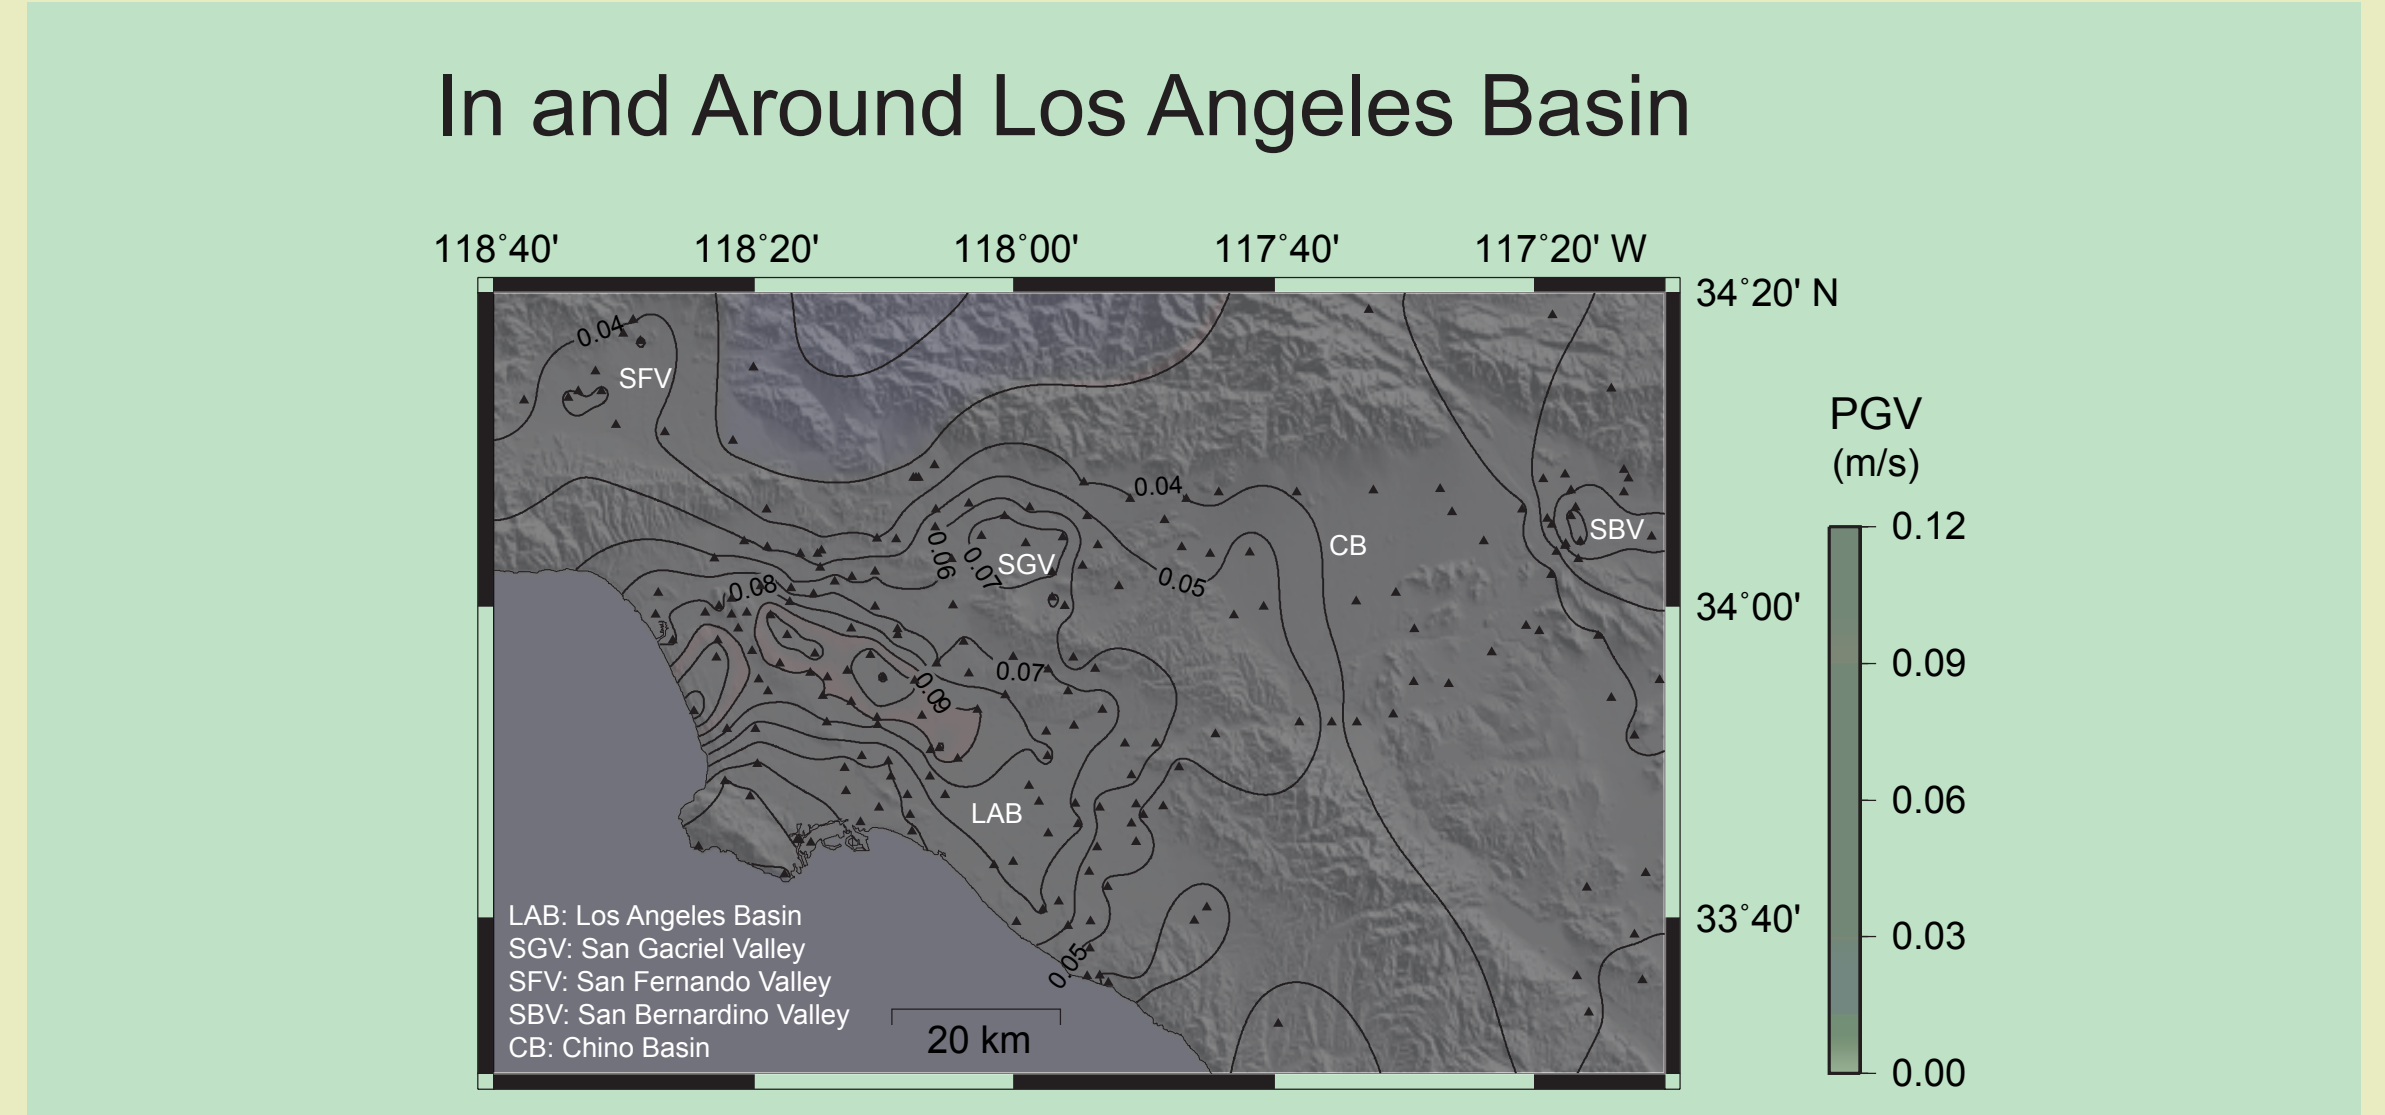 In and Around Los Angeles Basin
118°40' 118°20' 118°00' 117°40' 117°20' W
34°20' N
0.04
SFV
PGV
(m/s)
0.04
0.12
SBV
CB
0.06
0.07
SGV
0.05
0.08
34°00'
0.09
0.07
0.09
0.06
LAB
LAB: Los Angeles Basin
33°40'
SGV: San Gacriel Valley
0.03
0.05
SFV: San Fernando Valley
SBV: San Bernardino Valley
20 km
CB: Chino Basin
0.00